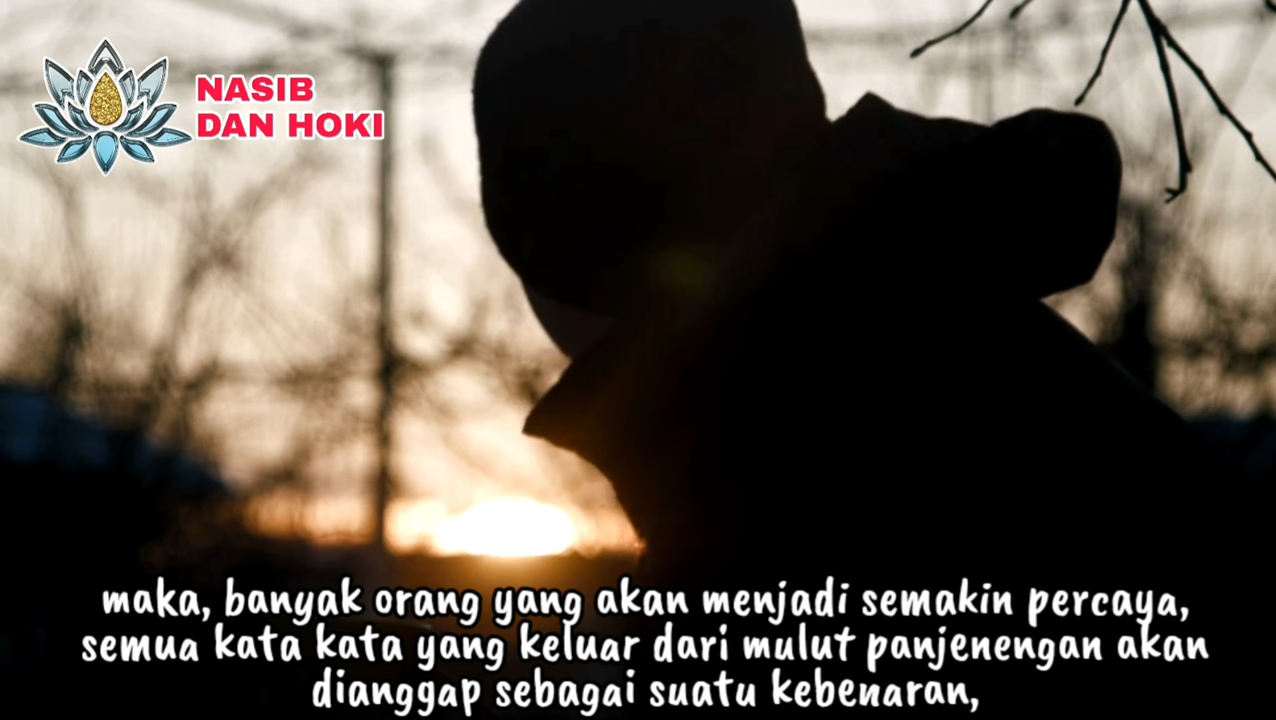 NASIB
DAN HOKI
maka, banyak orang yang akan menjadi semakin percaya,
semua kata kata yang keluar dari mulut panjenengan akan
dianggap sebagai suatu kebenaran,